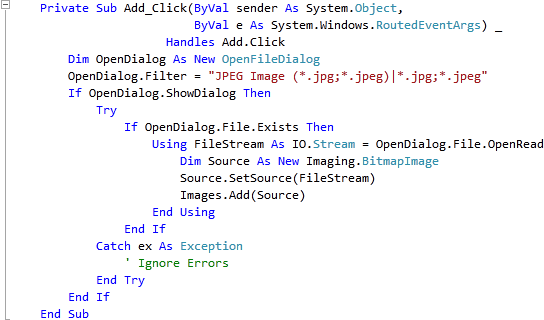 Private Sub Add_Click(ByVal sender As System.Object,
ByVal e As System.Windows.RoutedEventArgs) _
Handles Add.Click
Dim OpenDialog As New OpenFileDialog
OpenDialog.Filter = "JPEG Image (*.jpg;*.jpeg)|*.jpg;*.jpeg"
If OpenDialog.ShowDialog Then
Try
If OpenDialog.File.Exists Then
Using FileStream As IO.Stream = OpenDialog.File.OpenRead
Dim Source As New Imaging.BitmapImage
Source.SetSource(FileStream)
Images.Add(Source)
End Using
End If
Catch ex As Exception
' Ignore Errors
End Try
End If
End Sub